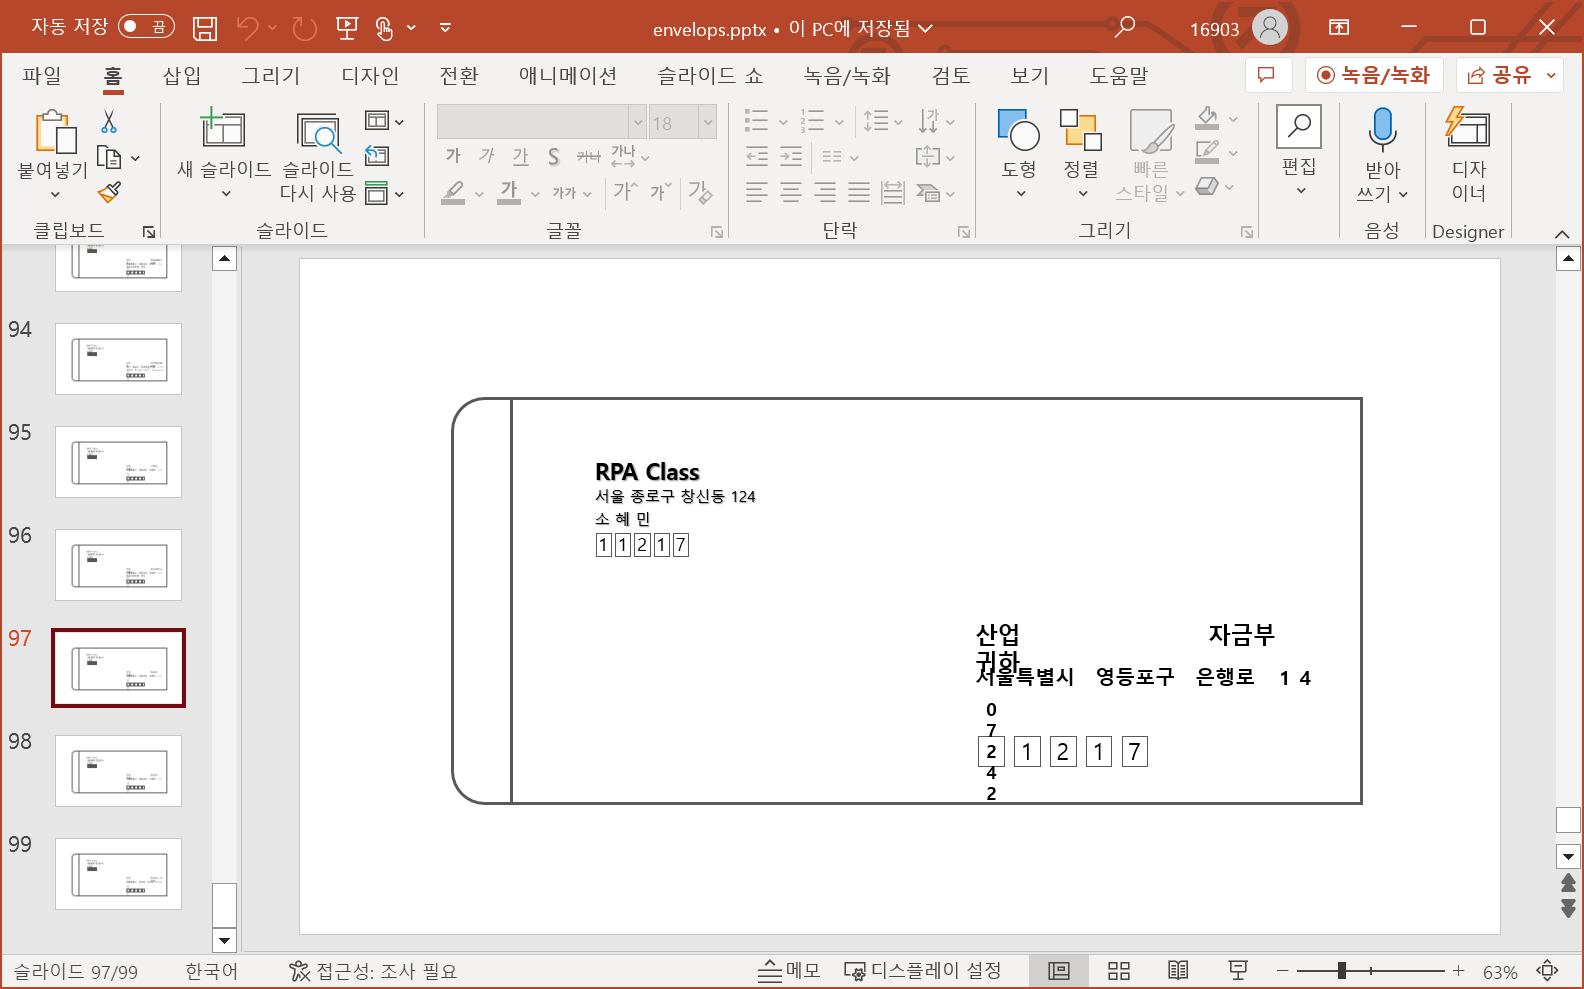 자동 저장 끔
envelops.pptx • 이 PC에 저장됨
16903
파일 홈 삽입 그리기 디자인 전환 애니메이션 슬라이드 쇼 녹음/녹화 검토 보기 도움말
녹음/녹화 공유
붙여넣기
클립보드
새 슬라이드
슬라이드
다시 사용
슬라이드
18
가 가 가 S 가나 가나
가 가가 가 가 가
글꼴
단락
도형
정렬
빠른
스타일
그리기
편집
받아
쓰기
음성
디자
이너
Designer
94
95
96
97
98
99
RPA Class
서울 종로구 창신동 124
소 혜 민
1 1 2 1 7
산업 자금부
귀하
서울특별시 영등포구 은행로 1 4
0
7
2
4
2
1 2 1 7
슬라이드 97/99
한국어
접근성: 조사 필요
메모
디스플레이 설정
63%